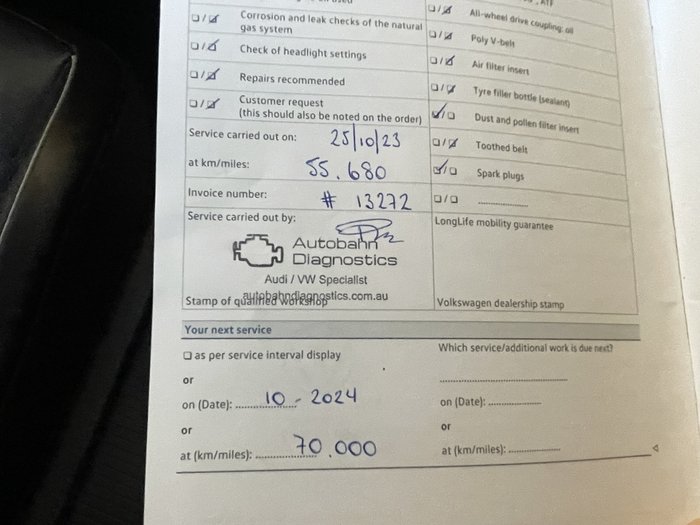 Corrosion and leak checks of the natural
gas system
Check of headlight settings
Repairs recommended
Customer request
(this should also be noted on the order)
Service carried out on: 25/10/23
at km/miles: 55.680
Invoice number: # 13272
Service carried out by:
Autobahn
Diagnostics
Audi / VW Specialist
autobahndiagnostics.com.au
Stamp of qualified workshop
All-wheel drive coupling: oil
Poly V-belt
Air filter insert
Tyre filler bottle (sealant)
Dust and pollen filter insert
Toothed belt
Spark plugs
LongLife mobility guarantee
Volkswagen dealership stamp
Your next service
as per service interval display
or
on (Date): 10 - 2024
or
at (km/miles): 70.000
Which service/additional work is due next?
on (Date):
or
at (km/miles):